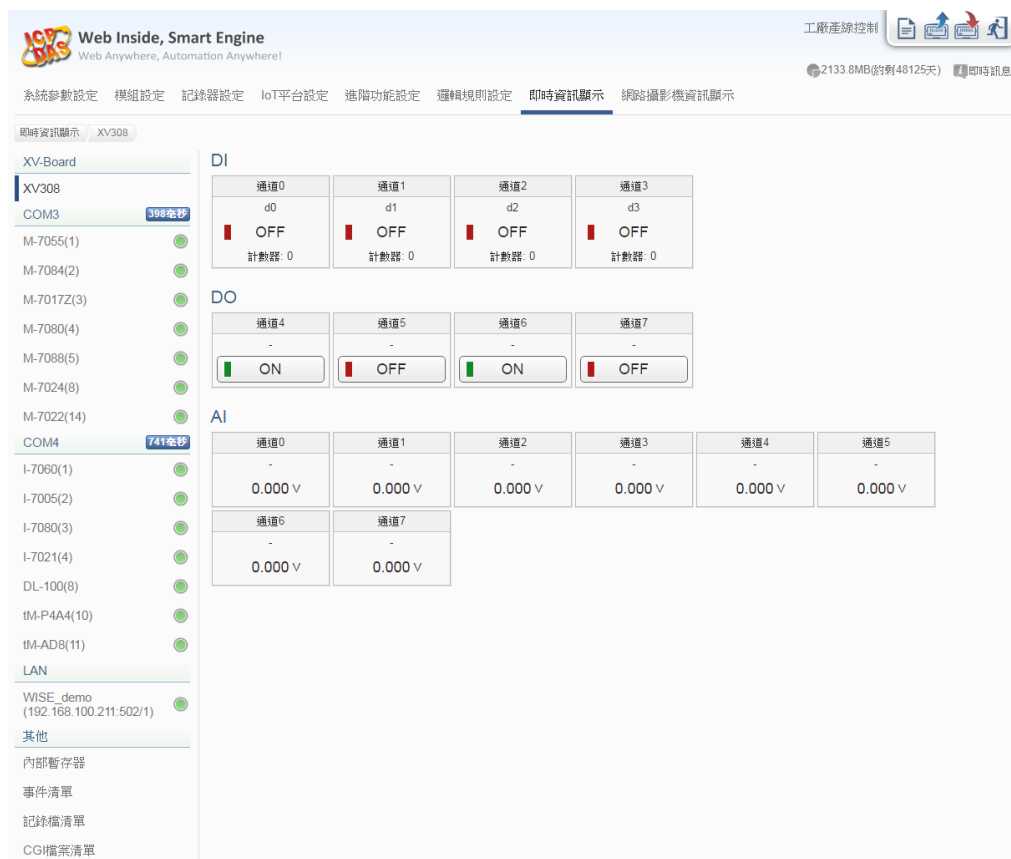 ICP DAS
Web Inside, Smart Engine
Web Anywhere, Automation Anywhere!
工廠產線控制
2133.8MB(約剩48125天) 即時訊息
系統參數設定 模組設定 記錄器設定 IoT平台設定 進階功能設定 邏輯規則設定 即時資訊顯示 網路攝影機資訊顯示
即時資訊顯示 XV308
XV-Board
XV308
COM3 398毫秒
M-7055(1)
M-7084(2)
M-7017Z(3)
M-7080(4)
M-7088(5)
M-7024(8)
M-7022(14)
COM4 741毫秒
I-7060(1)
I-7005(2)
I-7080(3)
I-7021(4)
DL-100(8)
tM-P4A4(10)
tM-AD8(11)
LAN
WISE_demo
(192.168.100.211:502/1)
其他
內部暫存器
事件清單
記錄檔清單
CGI檔案清單
DI
通道0 通道1 通道2 通道3
d0 d1 d2 d3
OFF OFF OFF OFF
計數器: 0 計數器: 0 計數器: 0 計數器: 0
DO
通道4 通道5 通道6 通道7
- - - -
ON OFF ON OFF
AI
通道0 通道1 通道2 通道3 通道4 通道5
- - - - - -
0.000 V 0.000 V 0.000 V 0.000 V 0.000 V 0.000 V
通道6 通道7
- -
0.000 V 0.000 V